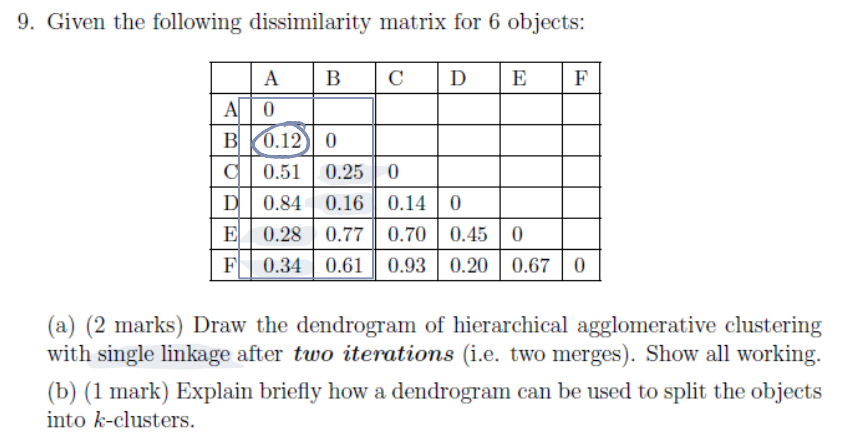 9. Given the following dissimilarity matrix for 6 objects:
A B C D E F
A 0
B 0.12 0
C 0.51 0.25 0
D 0.84 0.16 0.14 0
E 0.28 0.77 0.70 0.45 0
F 0.34 0.61 0.93 0.20 0.67 0
(a) (2 marks) Draw the dendrogram of hierarchical agglomerative clustering
with single linkage after two iterations (i.e. two merges). Show all working.
(b) (1 mark) Explain briefly how a dendrogram can be used to split the objects
into k-clusters.